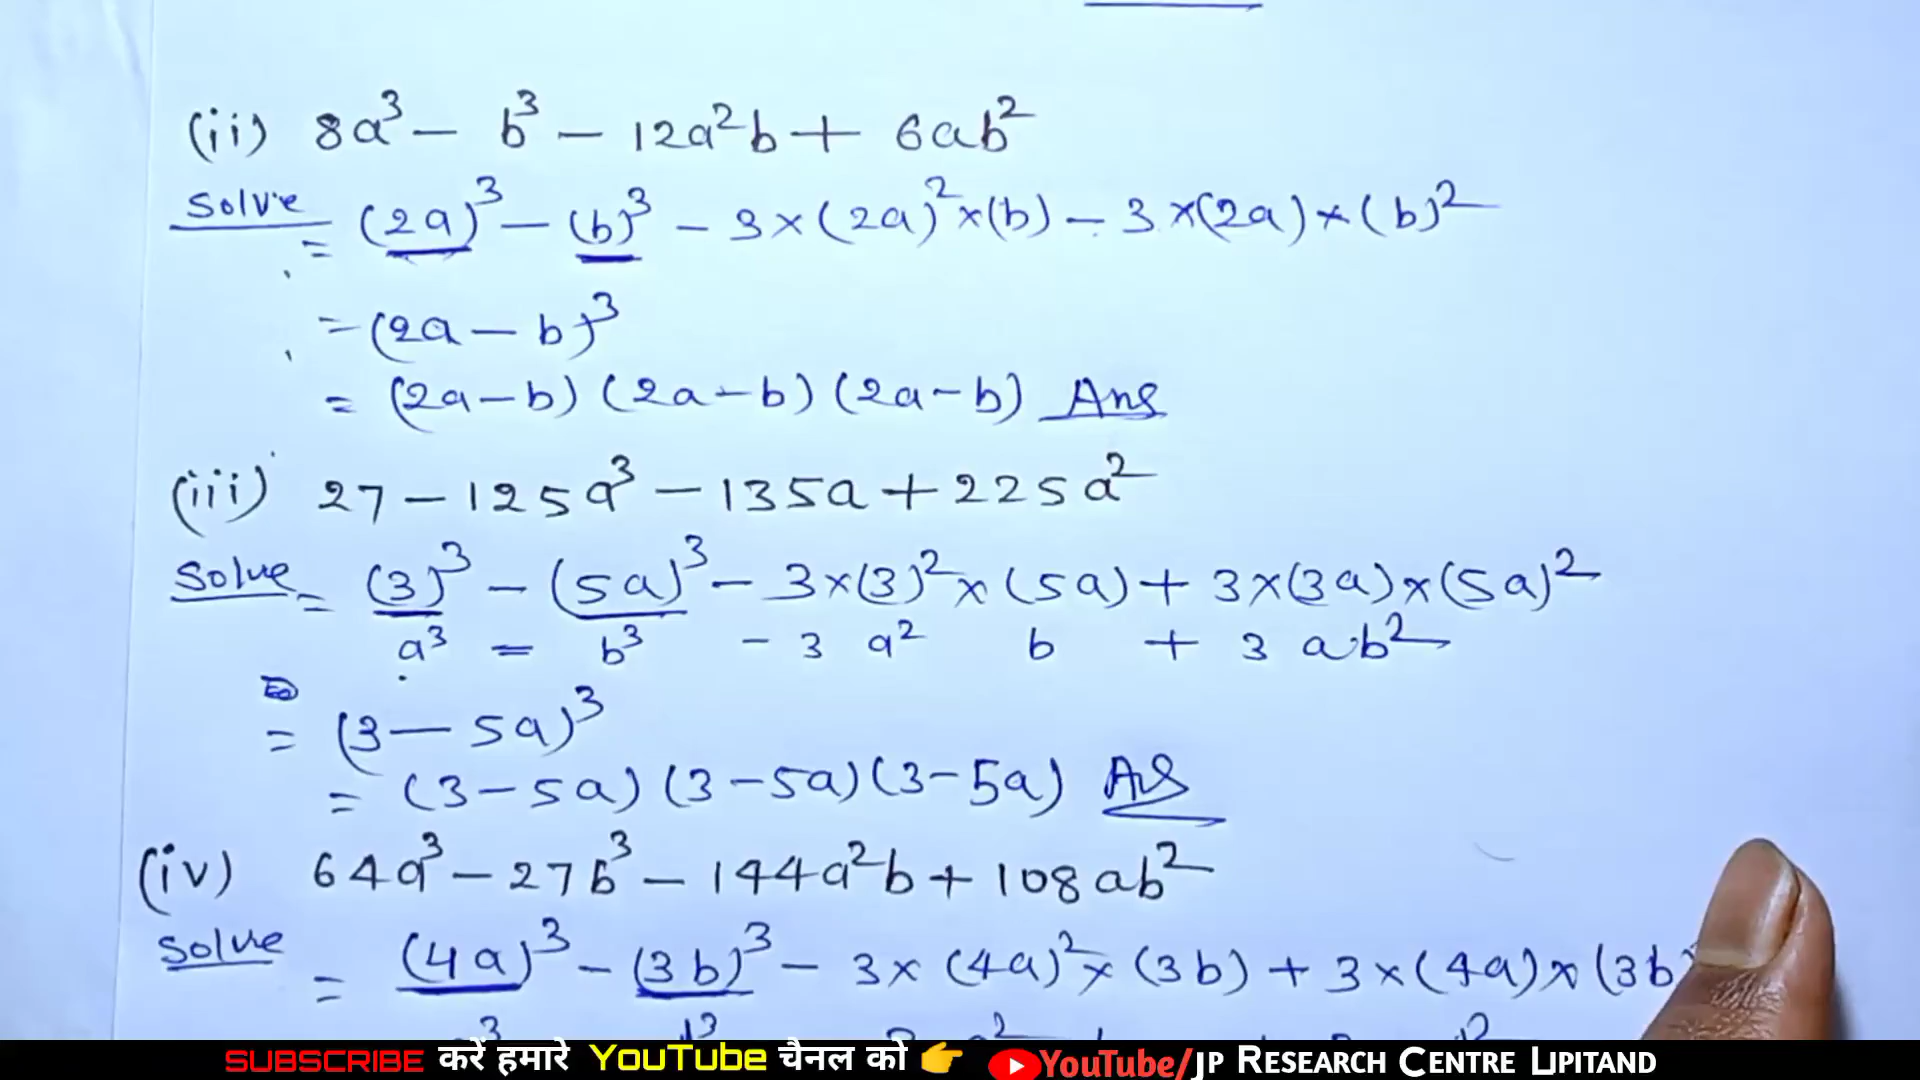 (ii) 8a³ - b³ - 12a²b + 6ab²
Solve = (2a)³ - (b)³ - 3×(2a)²×(b) - 3×(2a)×(b)²
= (2a - b)³
= (2a-b) (2a-b) (2a-b) Ans
(iii) 27 - 125a³ - 135a + 225a²
Solve = (3)³ - (5a)³ - 3×(3)²×(5a) + 3×(3a)×(5a)²
a³ = b³ - 3 a² b + 3 ab²
= (3 - 5a)³
= (3-5a) (3-5a) (3-5a) Ans
(iv) 64a³ - 27b³ - 144a²b + 108ab²
Solve = (4a)³ - (3b)³ - 3×(4a)²×(3b) + 3×(4a)×(3b
SUBSCRIBE करें हमारे YouTube चैनल को 👉 YouTube/JP RESEARCH CENTRE LIPITAND